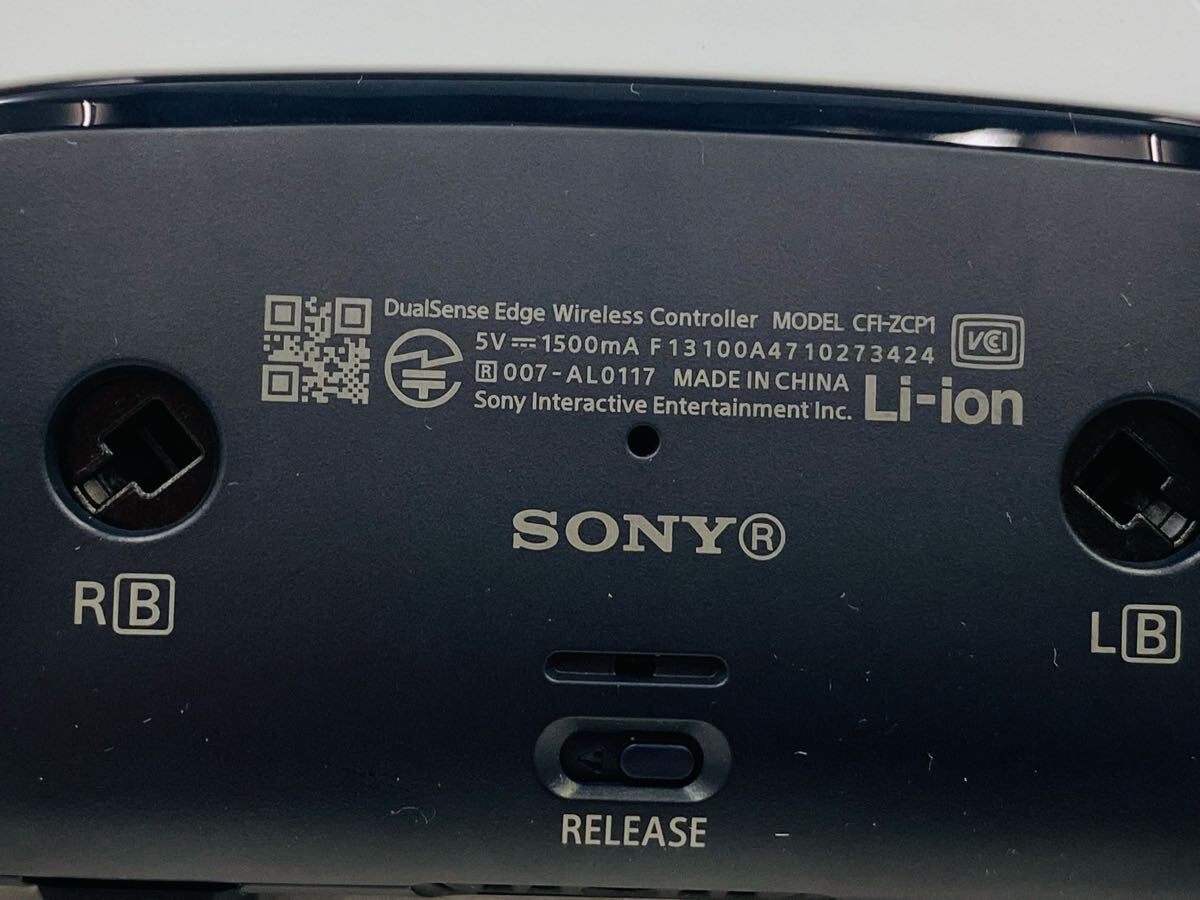 DualSense Edge Wireless Controller MODEL CFI-ZCP1
VCCI
5V ⎓ 1500mA F13100A4710273424
R 007-AL0117 MADE IN CHINA
Sony Interactive Entertainment Inc.
Li-ion
SONY®
RB
LB
RELEASE